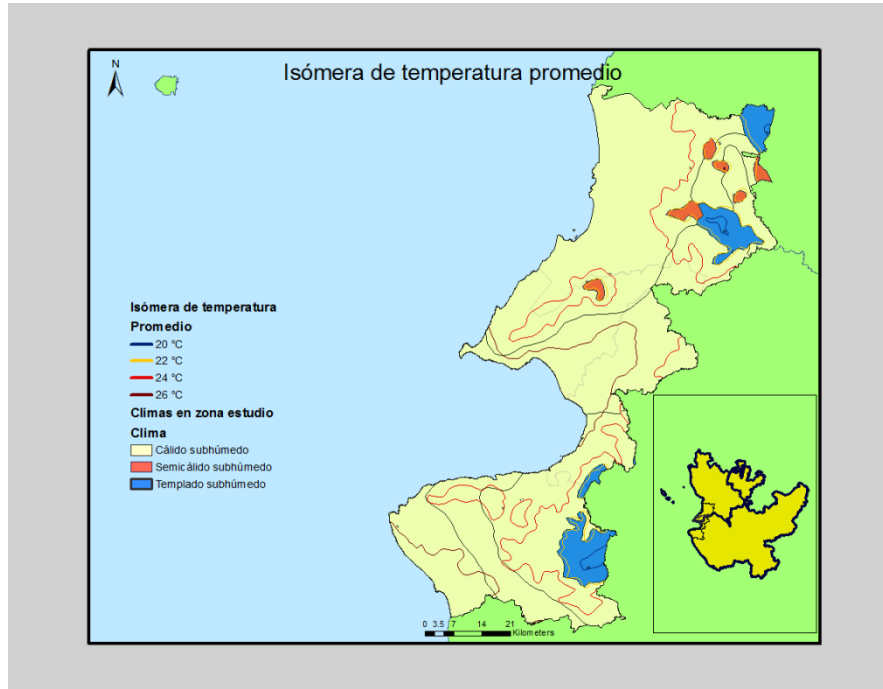 Isómera de temperatura promedio
N
Isómera de temperatura
Promedio
20 °C
22 °C
24 °C
26 °C
Climas en zona estudio
Clima
Cálido subhúmedo
Semicálido subhúmedo
Templado subhúmedo
0 3.5 7 14 21
Kilometers